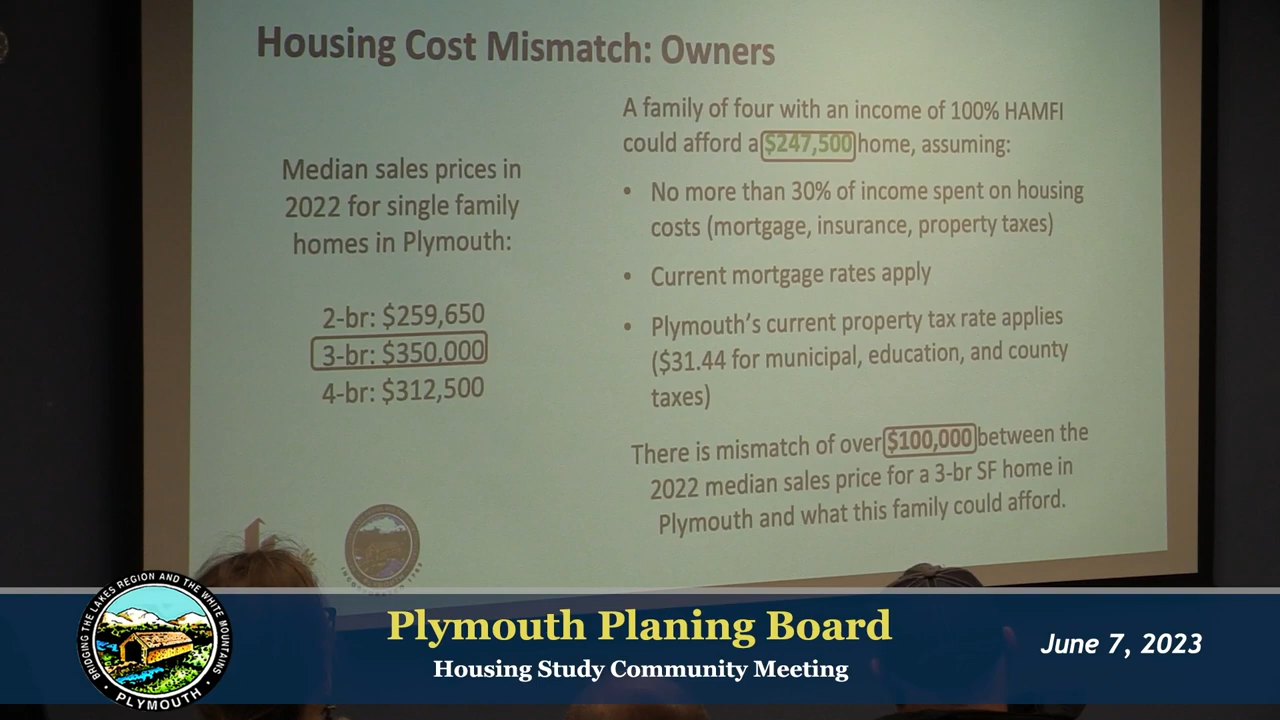 Housing Cost Mismatch: Owners
Median sales prices in
2022 for single family
homes in Plymouth:
2-br: $259,650
3-br: $350,000
4-br: $312,500
A family of four with an income of 100% HAMFI
could afford a $247,500 home, assuming:
• No more than 30% of income spent on housing
costs (mortgage, insurance, property taxes)
• Current mortgage rates apply
• Plymouth's current property tax rate applies
($31.44 for municipal, education, and county
taxes)
There is mismatch of over $100,000 between the
2022 median sales price for a 3-br SF home in
Plymouth and what this family could afford.
BRIDGING THE LAKES REGION AND THE WHITE MOUNTAINS
PLYMOUTH
Plymouth Planing Board
Housing Study Community Meeting
June 7, 2023